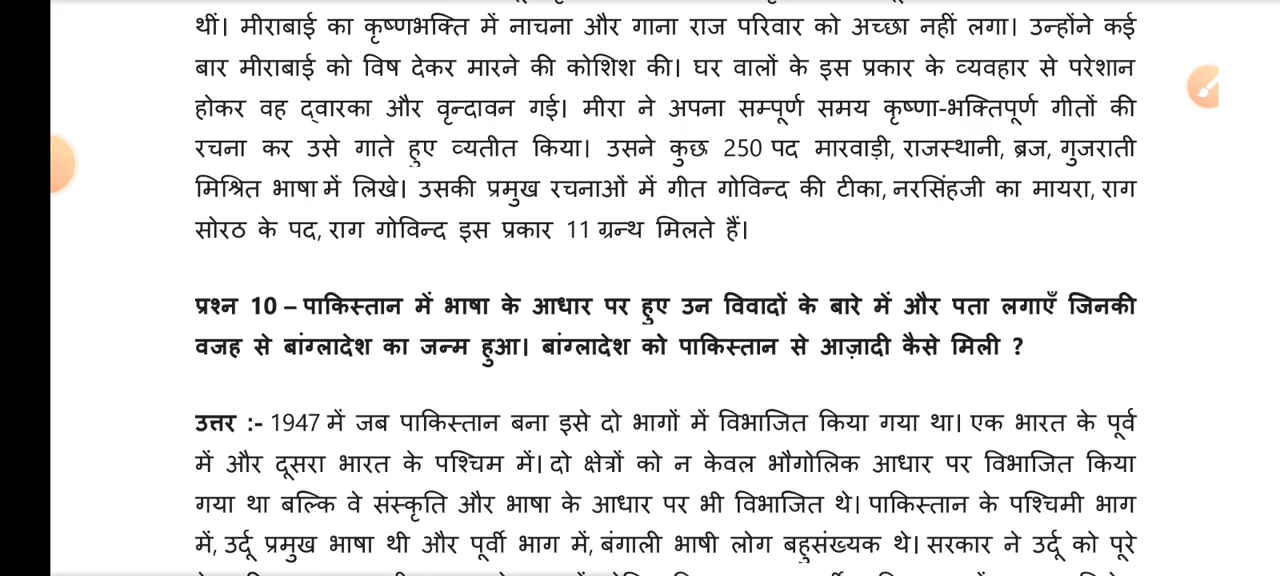 थीं। मीराबाई का कृष्णभक्ति में नाचना और गाना राज परिवार को अच्छा नहीं लगा। उन्होंने कई
बार मीराबाई को विष देकर मारने की कोशिश की। घर वालों के इस प्रकार के व्यवहार से परेशान
होकर वह द्वारका और वृन्दावन गई। मीरा ने अपना सम्पूर्ण समय कृष्णा-भक्तिपूर्ण गीतों की
रचना कर उसे गाते हुए व्यतीत किया। उसने कुछ 250 पद मारवाड़ी, राजस्थानी, ब्रज, गुजराती
मिश्रित भाषा में लिखे। उसकी प्रमुख रचनाओं में गीत गोविन्द की टीका, नरसिंहजी का मायरा, राग
सोरठ के पद, राग गोविन्द इस प्रकार 11 ग्रन्थ मिलते हैं।
प्रश्न 10 – पाकिस्तान में भाषा के आधार पर हुए उन विवादों के बारे में और पता लगाएँ जिनकी
वजह से बांग्लादेश का जन्म हुआ। बांग्लादेश को पाकिस्तान से आज़ादी कैसे मिली ?
उत्तर :- 1947 में जब पाकिस्तान बना इसे दो भागों में विभाजित किया गया था। एक भारत के पूर्व
में और दूसरा भारत के पश्चिम में। दो क्षेत्रों को न केवल भौगोलिक आधार पर विभाजित किया
गया था बल्कि वे संस्कृति और भाषा के आधार पर भी विभाजित थे। पाकिस्तान के पश्चिमी भाग
में, उर्दू प्रमुख भाषा थी और पूर्वी भाग में, बंगाली भाषी लोग बहुसंख्यक थे। सरकार ने उर्दू को पूरे